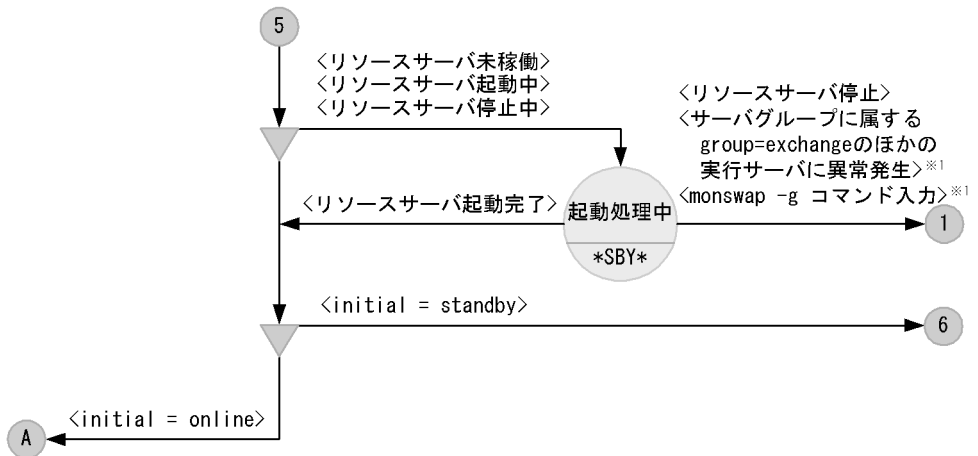 5
<リソースサーバ未稼働>
<リソースサーバ起動中>
<リソースサーバ停止中>
<リソースサーバ停止>
<サーバグループに属する
group=exchangeのほかの
実行サーバに異常発生>※1
<monswap -g コマンド入力>※1
<リソースサーバ起動完了>
起動処理中
*SBY*
1
<initial = standby>
6
<initial = online>
A